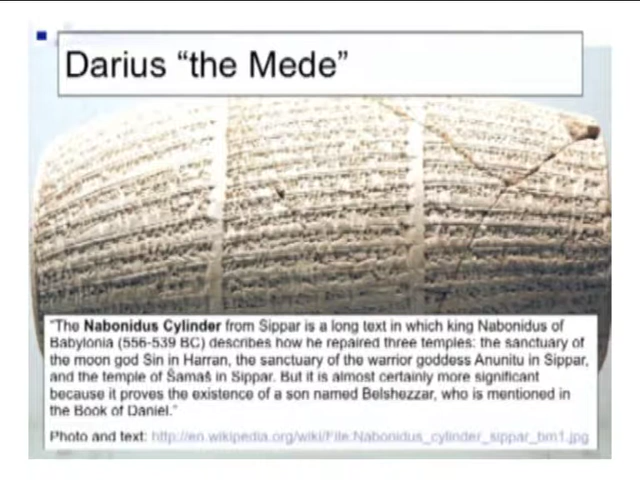 Darius “the Mede”
"The Nabonidus Cylinder from Sippar is a long text in which king Nabonidus of
Babylonia (556-539 BC) describes how he repaired three temples: the sanctuary of
the moon god Sin in Harran, the sanctuary of the warrior goddess Anunitu in Sippar,
and the temple of Šamaš in Sippar. But it is almost certainly more significant
because it proves the existence of a son named Belshezzar, who is mentioned in
the Book of Daniel."
Photo and text: http://en.wikipedia.org/wiki/File:Nabonidus_cylinder_sippar_bm1.jpg